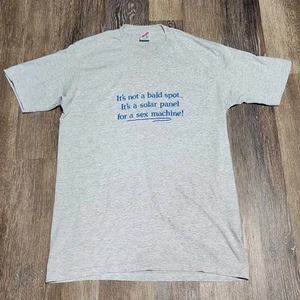 It's not a bald spot..
It's a solar panel
for a sex machine!